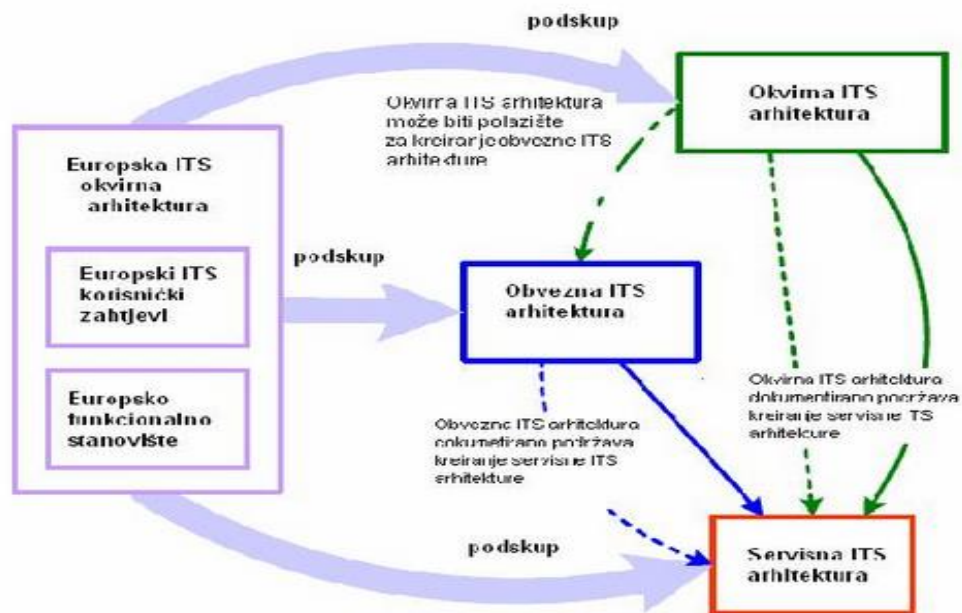 podskup
Okvirna ITS
arhitektura
Okvirna ITS arhitektura
može biti polazište
za kreiranje obvezne ITS
arhitekture
Europska ITS
okvirna
arhitektura
podskup
Europski ITS
korisnički
zahtjevi
Obvezna ITS
arhitektura
Europsko
funkcionalno
stanovište
Okvirna ITS arhitektura
dokumentirano podržava
kreiranje servisne ITS
arhitekture
Obvezna ITS arhitektura
dokumetirano podržava
kreiranje servisne ITS
arhitekture
podskup
Servisna ITS
arhitektura